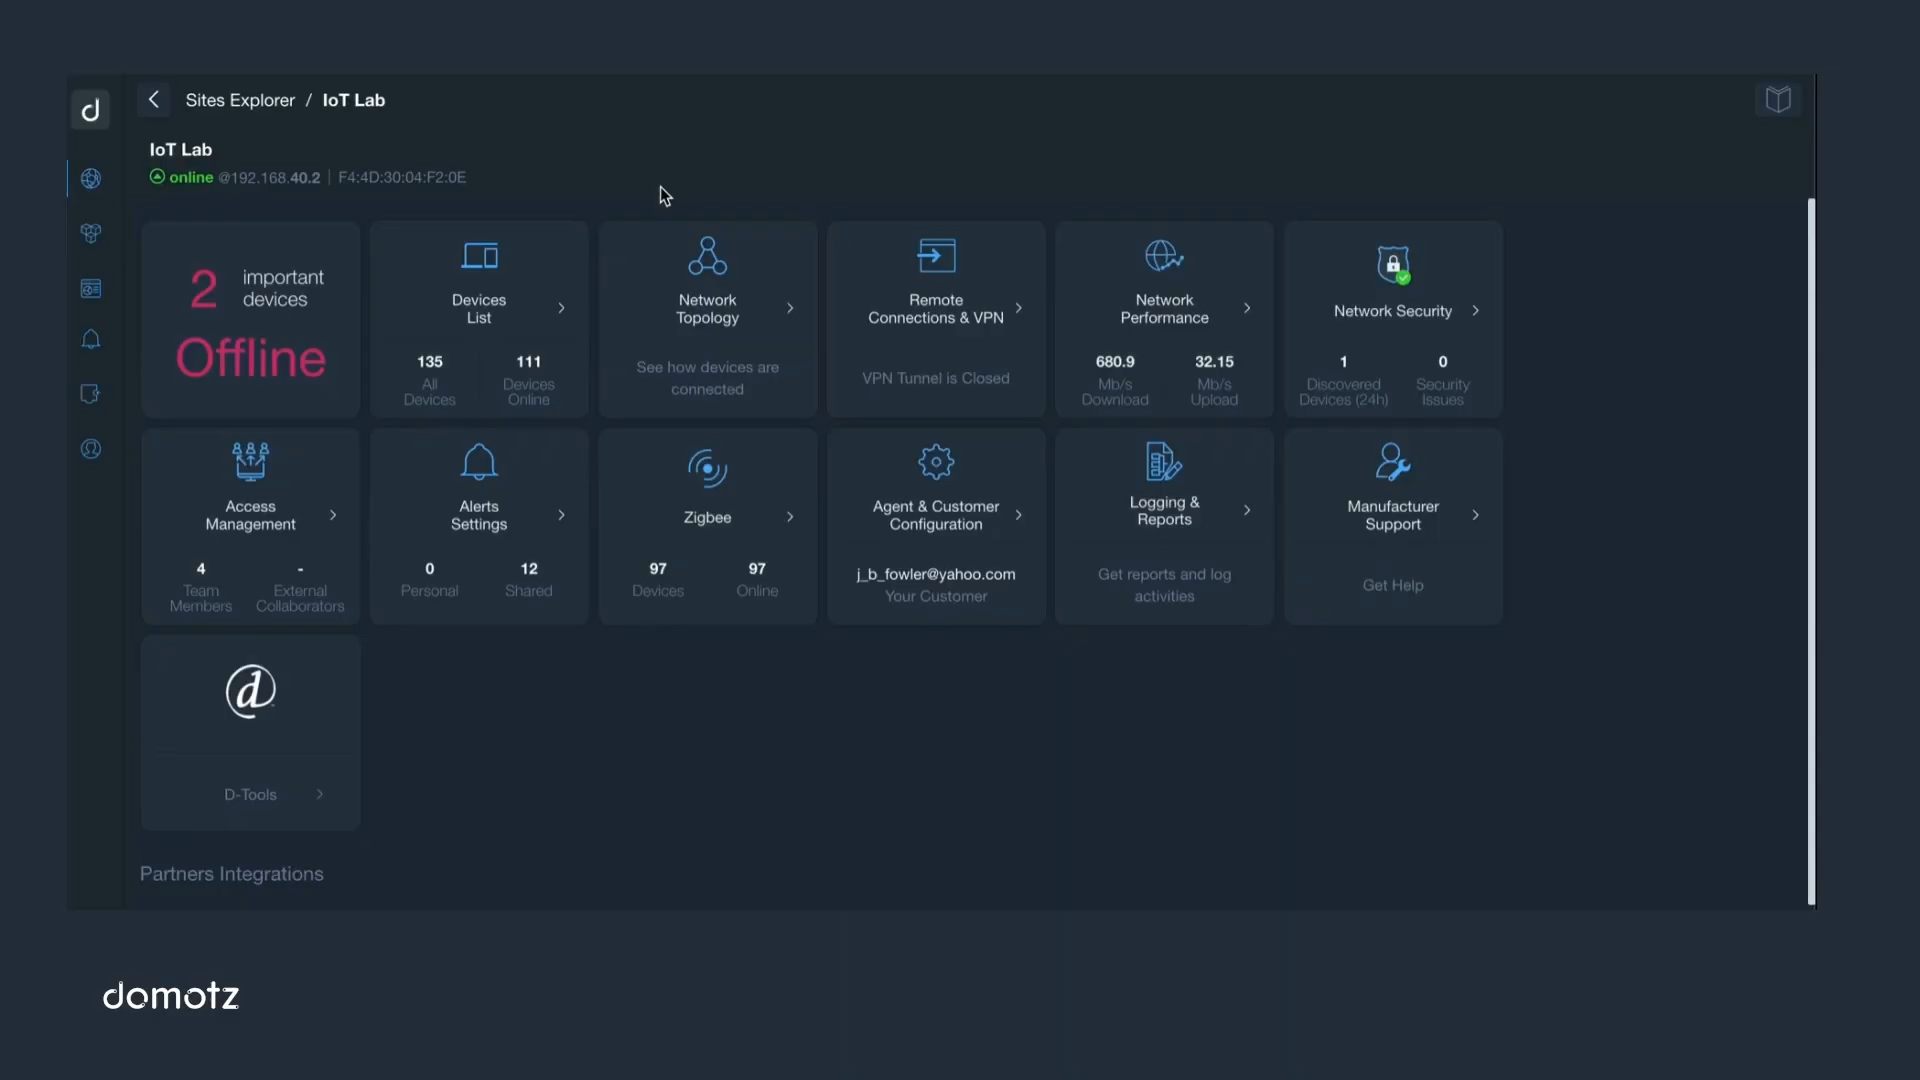 Sites Explorer / IoT Lab
IoT Lab
online @192.168.40.2 | F4:4D:30:04:F2:0E
2 important
devices
Offline
Devices
List
135
All
Devices
111
Devices
Online
Network
Topology
See how devices are
connected
Remote
Connections & VPN
VPN Tunnel is Closed
Network
Performance
680.9
Mb/s
Download
32.15
Mb/s
Upload
Network Security
1
Discovered
Devices (24h)
0
Security
Issues
Access
Management
4
Team
Members
-
External
Collaborators
Alerts
Settings
0
Personal
12
Shared
Zigbee
97
Devices
97
Online
Agent & Customer
Configuration
j_b_fowler@yahoo.com
Your Customer
Logging &
Reports
Get reports and log
activities
Manufacturer
Support
Get Help
d
D-Tools
Partners Integrations
domotz